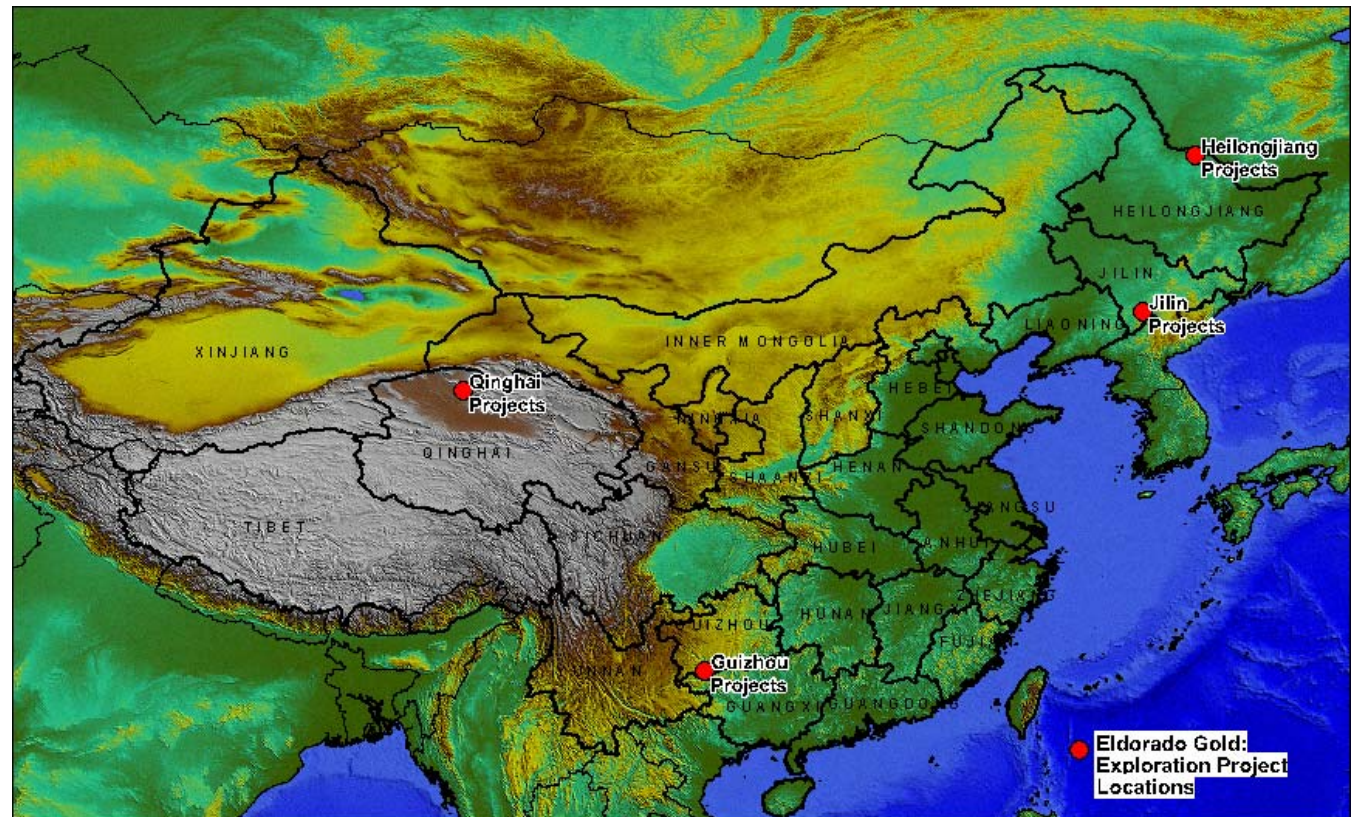 Heilongjiang
Projects
HEILONGJIANG
JILIN
Jilin
Projects
LIAONING
INNER MONGOLIA
XINJIANG
HEBEI
Qinghai
Projects
NINGXIA
SHANXI
SHANDONG
QINGHAI
GANSU
HENAN
SHAANXI
JIANGSU
TIBET
SICHUAN
HUBEI
ANHUI
ZHEJIANG
HUNAN
JIANGXI
GUIZHOU
FUJIAN
YUNNAN
Guizhou
Projects
GUANGXI
GUANGDONG
Eldorado Gold:
Exploration Project
Locations